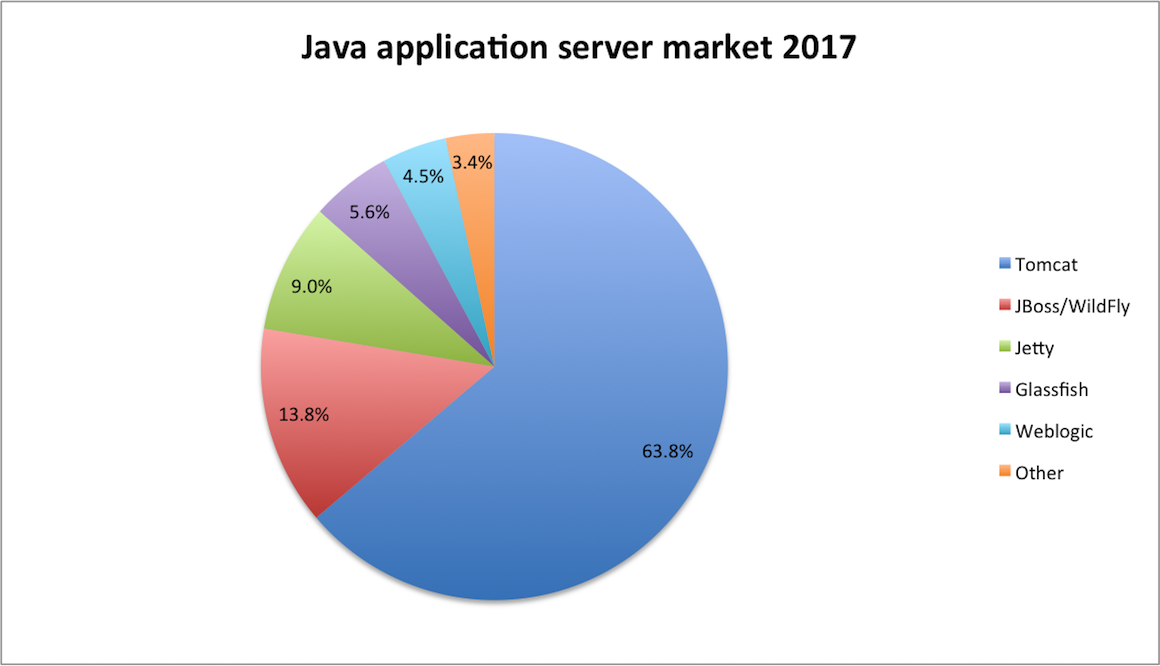 Java application server market 2017
3.4%
4.5%
5.6%
9.0%
13.8%
63.8%
Tomcat
JBoss/WildFly
Jetty
Glassfish
Weblogic
Other